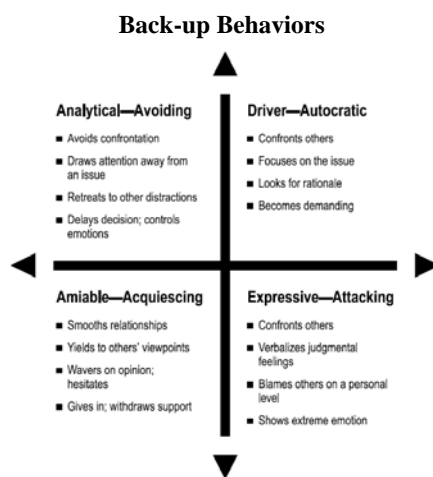 Back-up Behaviors
Analytical—Avoiding
■ Avoids confrontation
■ Draws attention away from
an issue
■ Retreats to other distractions
■ Delays decision; controls
emotions
Driver—Autocratic
■ Confronts others
■ Focuses on the issue
■ Looks for rationale
■ Becomes demanding
Amiable—Acquiescing
■ Smooths relationships
■ Yields to others' viewpoints
■ Wavers on opinion;
hesitates
■ Gives in; withdraws support
Expressive—Attacking
■ Confronts others
■ Verbalizes judgmental
feelings
■ Blames others on a personal
level
■ Shows extreme emotion